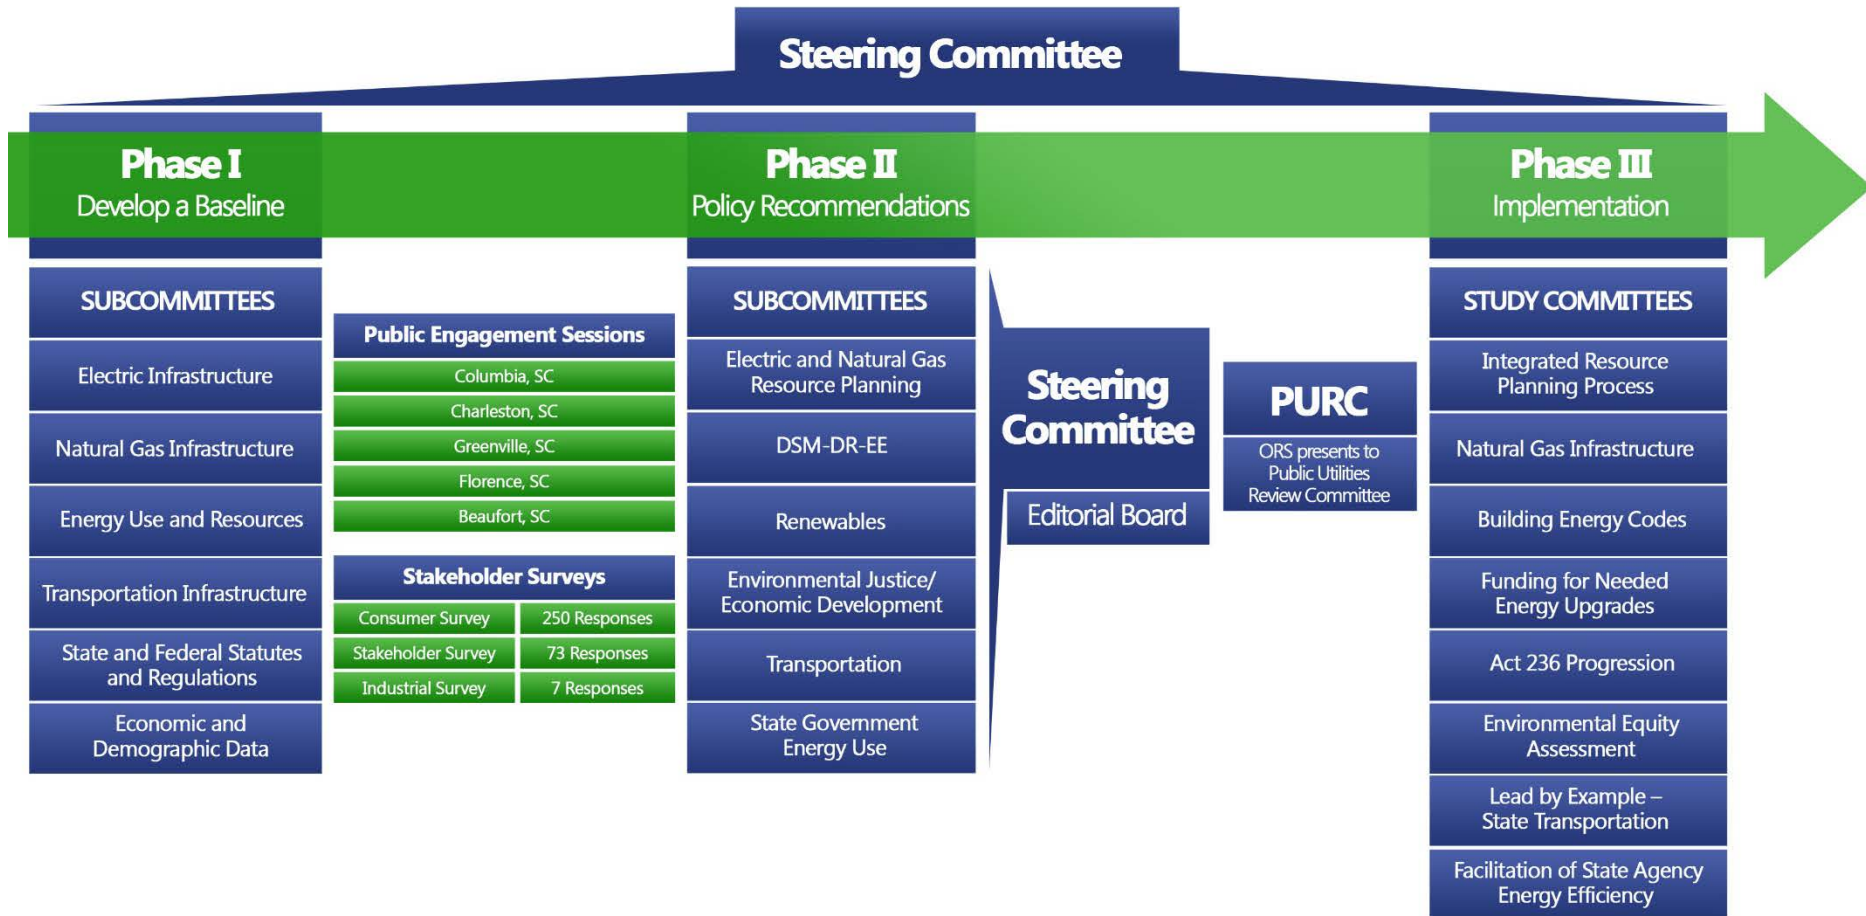 Steering Committee
Phase I
Develop a Baseline
Phase II
Policy Recommendations
Phase III
Implementation
SUBCOMMITTEES
Electric Infrastructure
Natural Gas Infrastructure
Energy Use and Resources
Transportation Infrastructure
State and Federal Statutes
and Regulations
Economic and
Demographic Data
Public Engagement Sessions
Columbia, SC
Charleston, SC
Greenville, SC
Florence, SC
Beaufort, SC
Stakeholder Surveys
Consumer Survey 250 Responses
Stakeholder Survey 73 Responses
Industrial Survey 7 Responses
SUBCOMMITTEES
Electric and Natural Gas
Resource Planning
DSM-DR-EE
Renewables
Environmental Justice/
Economic Development
Transportation
State Government
Energy Use
Steering
Committee
Editorial Board
PURC
ORS presents to
Public Utilities
Review Committee
STUDY COMMITTEES
Integrated Resource
Planning Process
Natural Gas Infrastructure
Building Energy Codes
Funding for Needed
Energy Upgrades
Act 236 Progression
Environmental Equity
Assessment
Lead by Example –
State Transportation
Facilitation of State Agency
Energy Efficiency